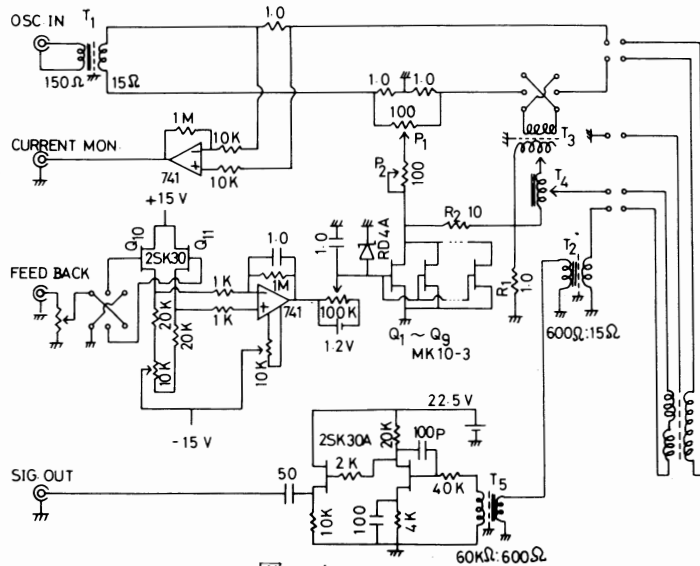 OSC IN
T1
1.0
150Ω
15Ω
1.0
1.0
100
P1
1M
10K
CURRENT MON.
741
10K
P2
100
T3
T4
+15 V
Q10
Q11
2SK30
1.0
RD4A
R2 10
T2
FEED BACK
1.0
1K
1M
1K
741
100K
1.2V
20K
20K
10K
10K
-15 V
Q1 ~ Q9
MK10-3
R1
1.0
600Ω:15Ω
22.5 V
2SK30A
20K
100P
2K
40K
T5
SIG OUT
50
10K
100
4K
60KΩ:600Ω